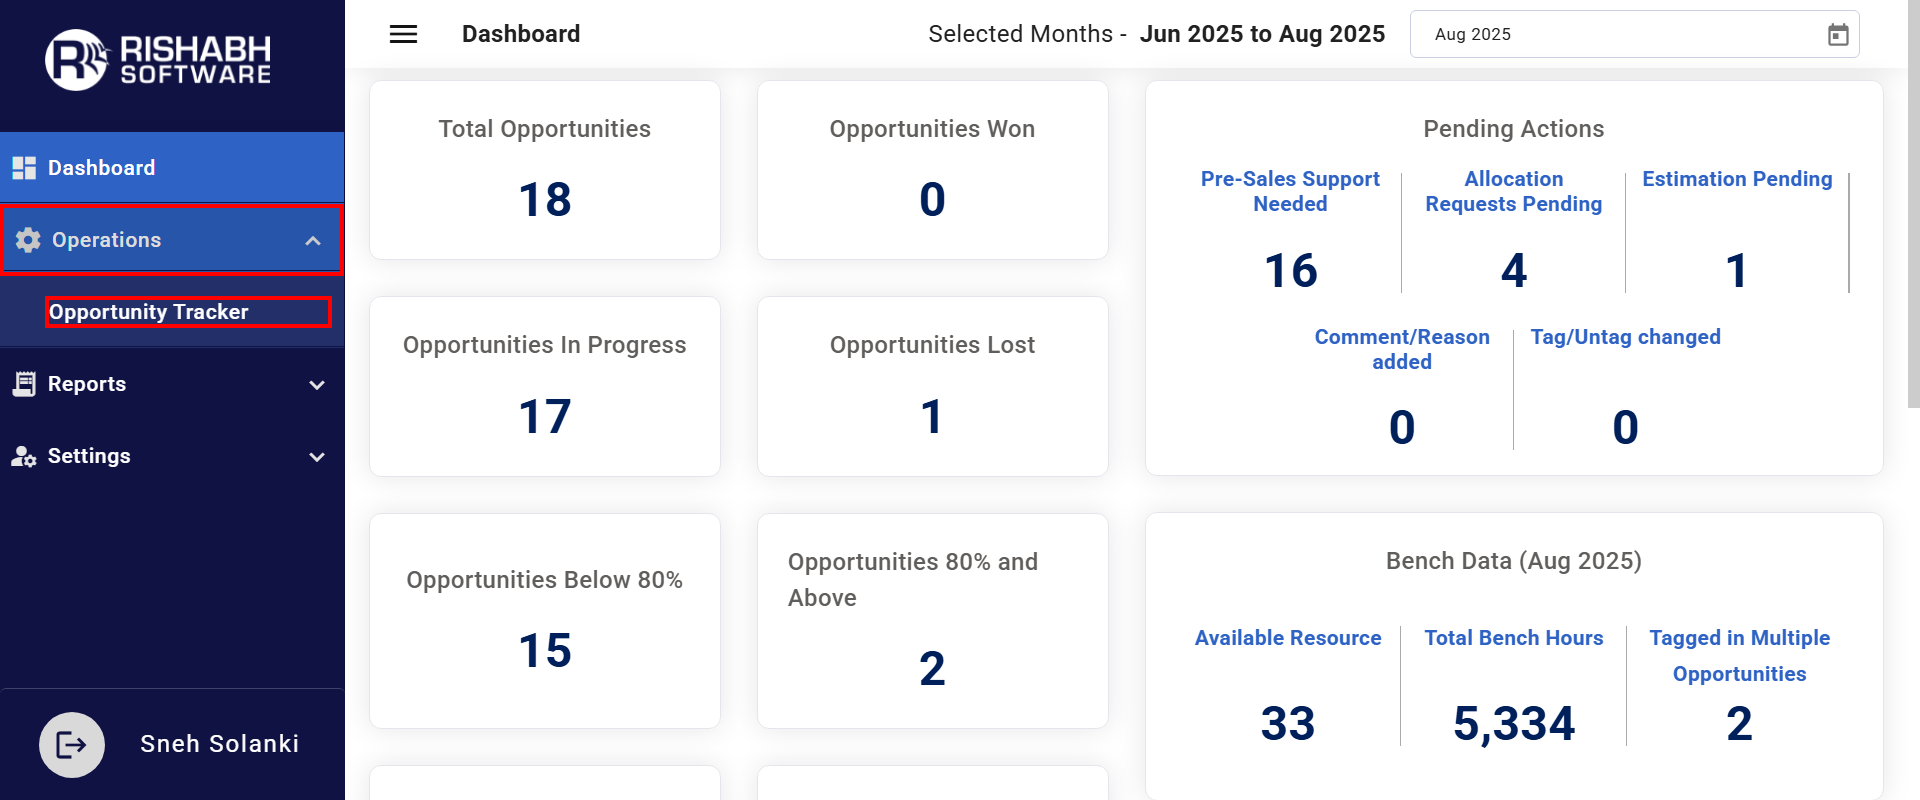 RISHABH
SOFTWARE
Dashboard
Operations
Opportunity Tracker
Reports
Settings
Sneh Solanki
Dashboard
Selected Months - Jun 2025 to Aug 2025
Aug 2025
Total Opportunities
18
Opportunities Won
0
Opportunities In Progress
17
Opportunities Lost
1
Opportunities Below 80%
15
Opportunities 80% and
Above
2
Pending Actions
Pre-Sales Support
Needed
16
Allocation
Requests Pending
4
Estimation Pending
1
Comment/Reason
added
0
Tag/Untag changed
0
Bench Data (Aug 2025)
Available Resource
33
Total Bench Hours
5,334
Tagged in Multiple
Opportunities
2